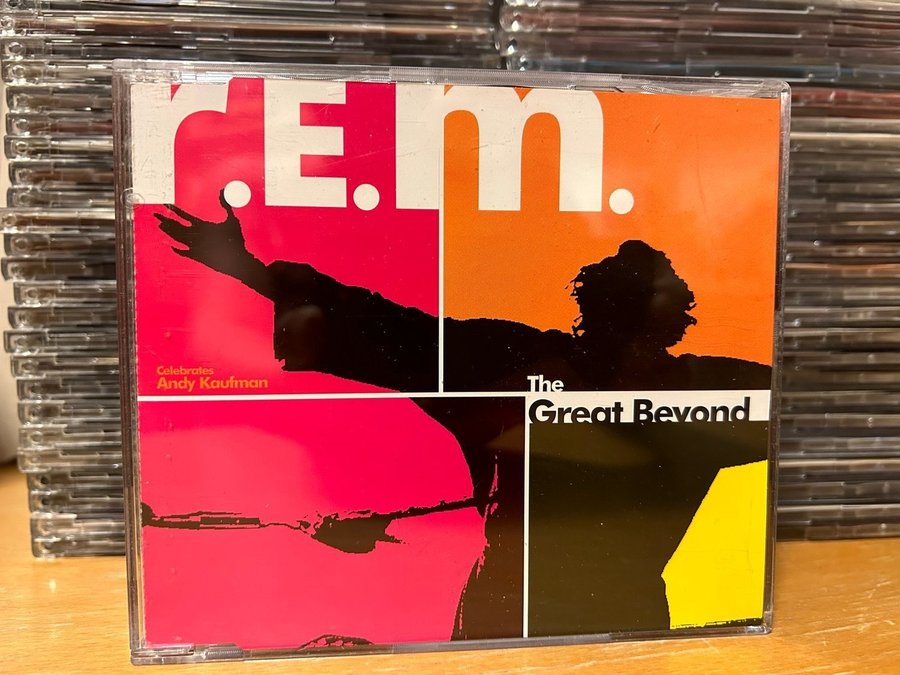 r.E.m.
Celebrates
Andy Kaufman
The
Great Beyond